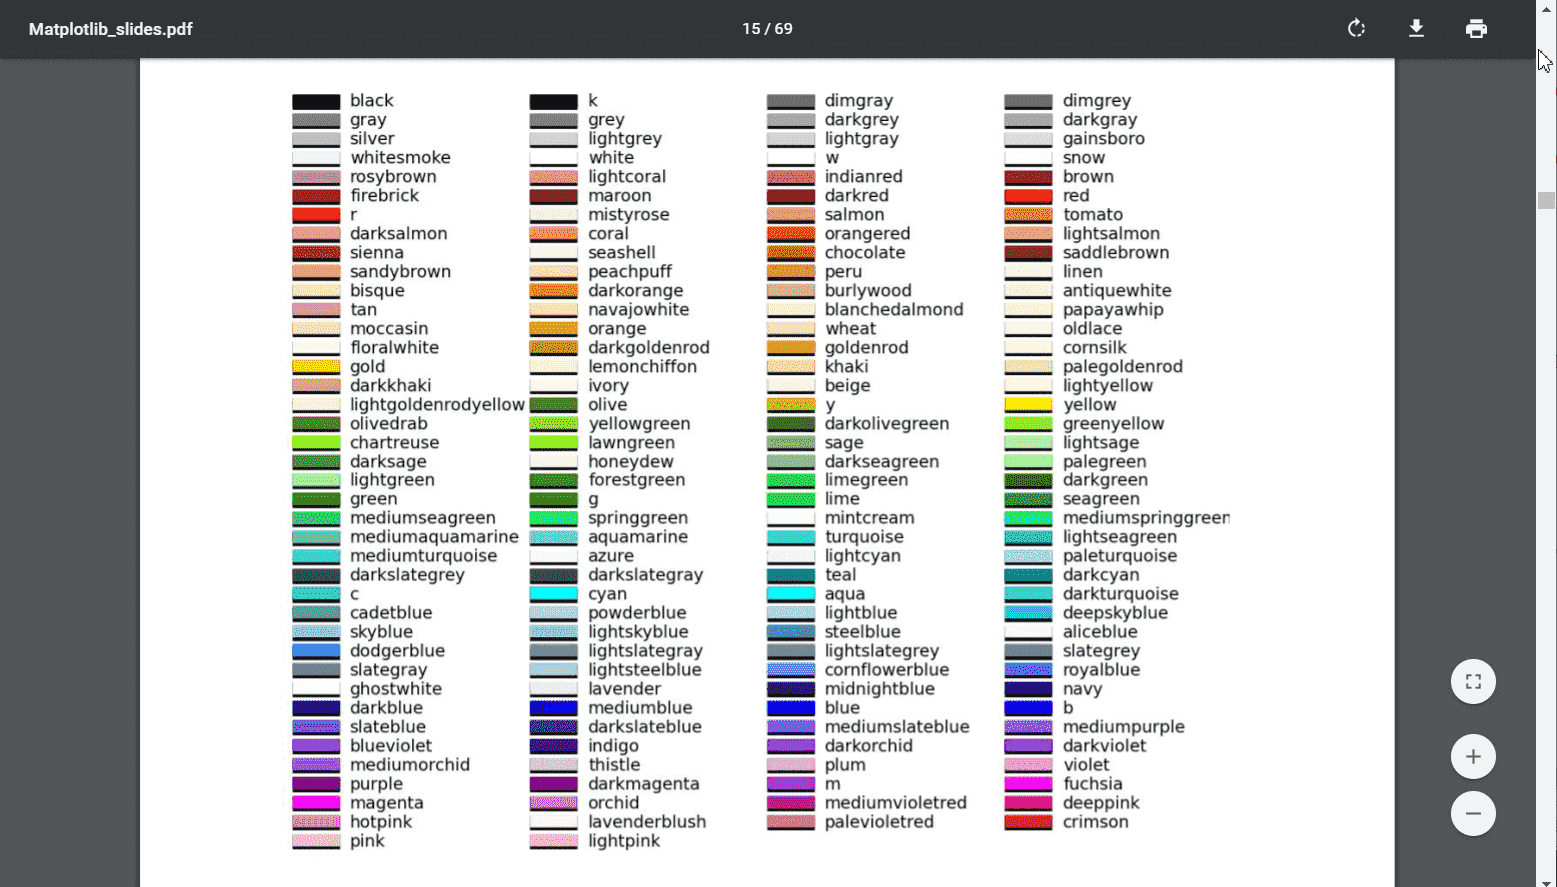 Matplotlib_slides.pdf 15 / 69
black k dimgray dimgrey
gray grey darkgrey darkgray
silver lightgrey lightgray gainsboro
whitesmoke white w snow
rosybrown lightcoral indianred brown
firebrick maroon darkred red
r mistyrose salmon tomato
darksalmon coral orangered lightsalmon
sienna seashell chocolate saddlebrown
sandybrown peachpuff peru linen
bisque darkorange burlywood antiquewhite
tan navajowhite blanchedalmond papayawhip
moccasin orange wheat oldlace
floralwhite darkgoldenrod goldenrod cornsilk
gold lemonchiffon khaki palegoldenrod
darkkhaki ivory beige lightyellow
lightgoldenrodyellow olive y yellow
olivedrab yellowgreen darkolivegreen greenyellow
chartreuse lawngreen sage lightsage
darksage honeydew darkseagreen palegreen
lightgreen forestgreen limegreen darkgreen
green g lime seagreen
mediumseagreen springgreen mintcream mediumspringgreen
mediumaquamarine aquamarine turquoise lightseagreen
mediumturquoise azure lightcyan paleturquoise
darkslategrey darkslategray teal darkcyan
c cyan aqua darkturquoise
cadetblue powderblue lightblue deepskyblue
skyblue lightskyblue steelblue aliceblue
dodgerblue lightslategray lightslategrey slategrey
slategray lightsteelblue cornflowerblue royalblue
ghostwhite lavender midnightblue navy
darkblue mediumblue blue b
slateblue darkslateblue mediumslateblue mediumpurple
blueviolet indigo darkorchid darkviolet
mediumorchid thistle plum violet
purple darkmagenta m fuchsia
magenta orchid mediumvioletred deeppink
hotpink lavenderblush palevioletred crimson
pink lightpink